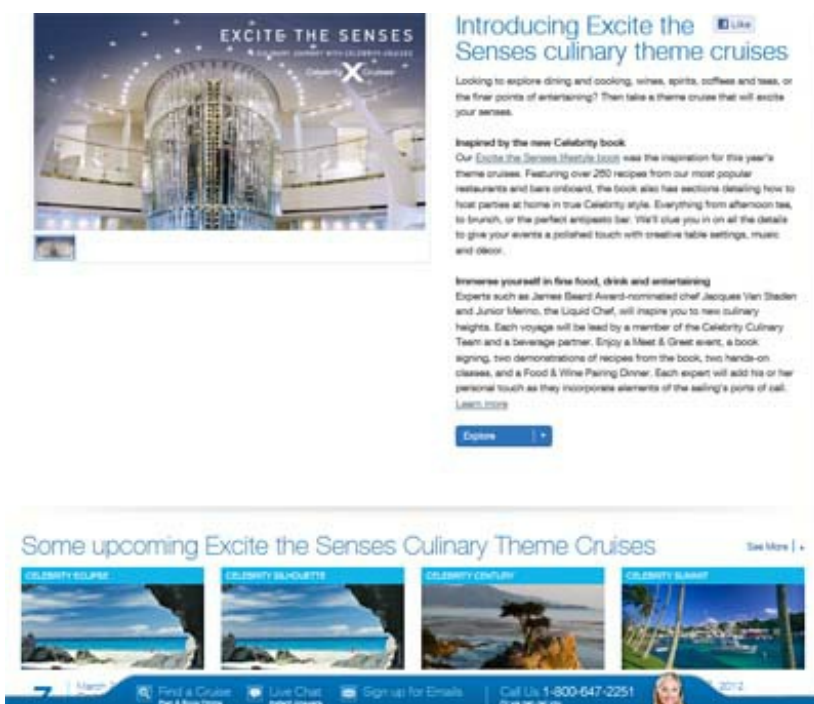 EXCITE THE SENSES
A CULINARY JOURNEY WITH CELEBRITY CRUISES
Celebrity X Cruises
Introducing Excite the
Senses culinary theme cruises
Like
Looking to explore dining and cooking, wines, spirits, coffees and teas, or
the finer points of entertaining? Then take a theme cruise that will excite
your senses.
Inspired by the new Celebrity book
Our Excite the Senses lifestyle book was the inspiration for this year's
theme cruises. Featuring over 260 recipes from our most popular
restaurants and bars onboard, the book also has sections detailing how to
host parties at home in true Celebrity style. Everything from afternoon tea,
to brunch, or the perfect antipasto bar. We'll clue you in on all the details
to give your events a polished touch with creative table settings, music
and décor.
Immerse yourself in fine food, drink and entertaining
Experts such as James Beard Award-nominated chef Jacques Van Staden
and Junior Merino, the Liquid Chef, will inspire you to new culinary
heights. Each voyage will be lead by a member of the Celebrity Culinary
Team and a beverage partner. Enjoy a Meet & Greet event, a book
signing, two demonstrations of recipes from the book, two hands-on
classes, and a Food & Wine Pairing Dinner. Each expert will add his or her
personal touch as they incorporate elements of the sailing's ports of call.
Learn more
Explore
Some upcoming Excite the Senses Culinary Theme Cruises
See More
CELEBRITY ECLIPSE
CELEBRITY SILHOUETTE
CELEBRITY CENTURY
CELEBRITY SUMMIT
7 March
Find a Cruise
Live Chat
Sign up for Emails
Call Us 1-800-647-2251
2012